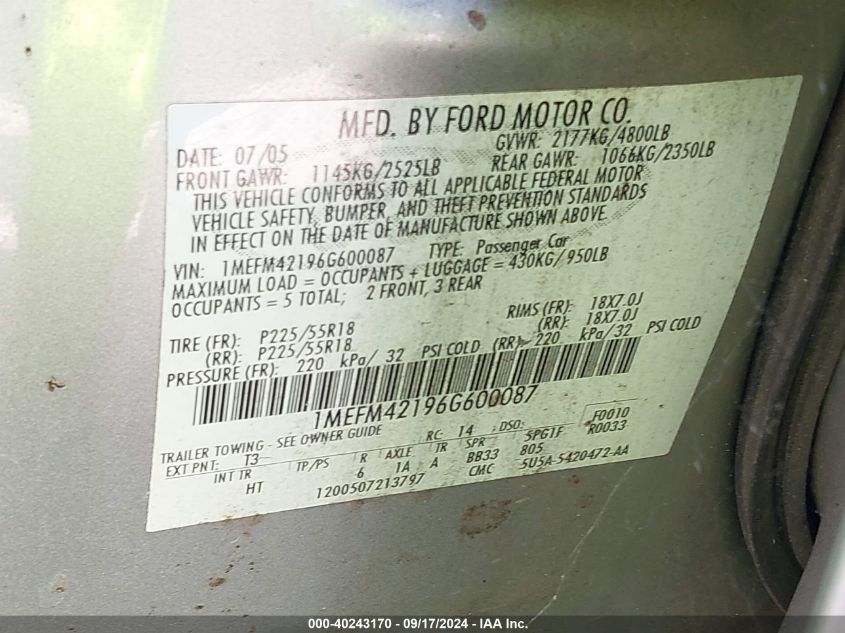 MFD. BY FORD MOTOR CO.
DATE: 07/05 GVWR: 2177KG/4800LB
FRONT GAWR: 1145KG/2525LB REAR GAWR: 1066KG/2350LB
THIS VEHICLE CONFORMS TO ALL APPLICABLE FEDERAL MOTOR
VEHICLE SAFETY, BUMPER, AND THEFT PREVENTION STANDARDS
IN EFFECT ON THE DATE OF MANUFACTURE SHOWN ABOVE.
VIN: 1MEFM42196G600087 TYPE: Passenger Car
MAXIMUM LOAD = OCCUPANTS + LUGGAGE = 430KG/950LB
OCCUPANTS = 5 TOTAL; 2 FRONT, 3 REAR
TIRE (FR): P225/55R18 RIMS (FR): 18X7.0J
(RR): P225/55R18 (RR): 18X7.0J
PRESSURE (FR): 220 kPa/ 32 PSI COLD (RR): 220 kPa/32 PSI COLD
1MEFM42196G600087
TRAILER TOWING - SEE OWNER GUIDE F0010
EXT PNT: T3 RC: 14 DSO: R0033
INT TR TP/PS R AXLE TR SPR 5PG1F
HT 6 1A A BB33 805
1200507213797 CMC 5U5A-5420472-AA
000-40243170 - 09/17/2024 - IAA Inc.